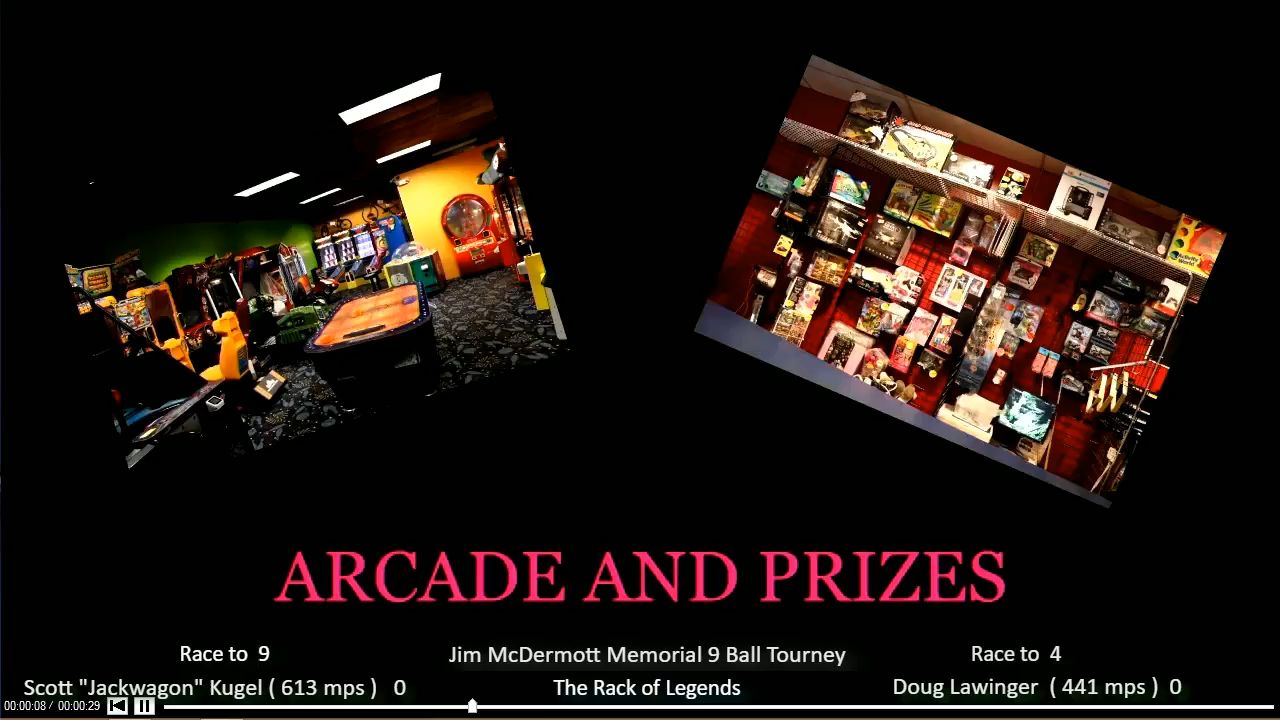 ARCADE AND PRIZES
Race to 9
Jim McDermott Memorial 9 Ball Tourney
Race to 4
Scott "Jackwagon" Kugel ( 613 mps ) 0
The Rack of Legends
Doug Lawinger ( 441 mps ) 0
00:00:08 / 00:00:29